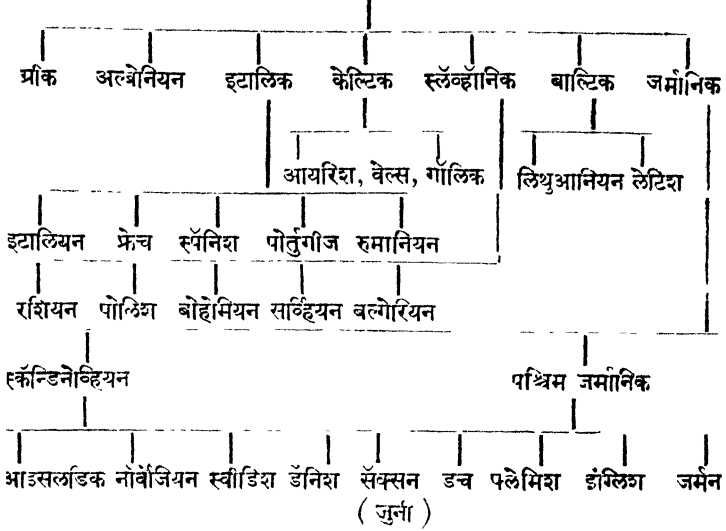 ग्रीक अल्बोनियन इटालिक केल्टिक स्लॅव्हॉनिक बाल्टिक जर्मानिक
आयरिश, वेल्स, गॉलिक लिथुआनियन लेटिश
इटालियन फ्रेच स्पॅनिश पोर्तुगीज रुमानियन
रशियन पोलिश बोहेमियन सर्व्हियन बल्गेरियन
स्कॅन्डिनेव्हियन पश्चिम जर्मानिक
आइसलांडिक नॉर्वेजियन स्वीडिश डॅनिश सॅक्सन डच फ्लेमिश इंग्लिश जर्मन
( जुर्ना )